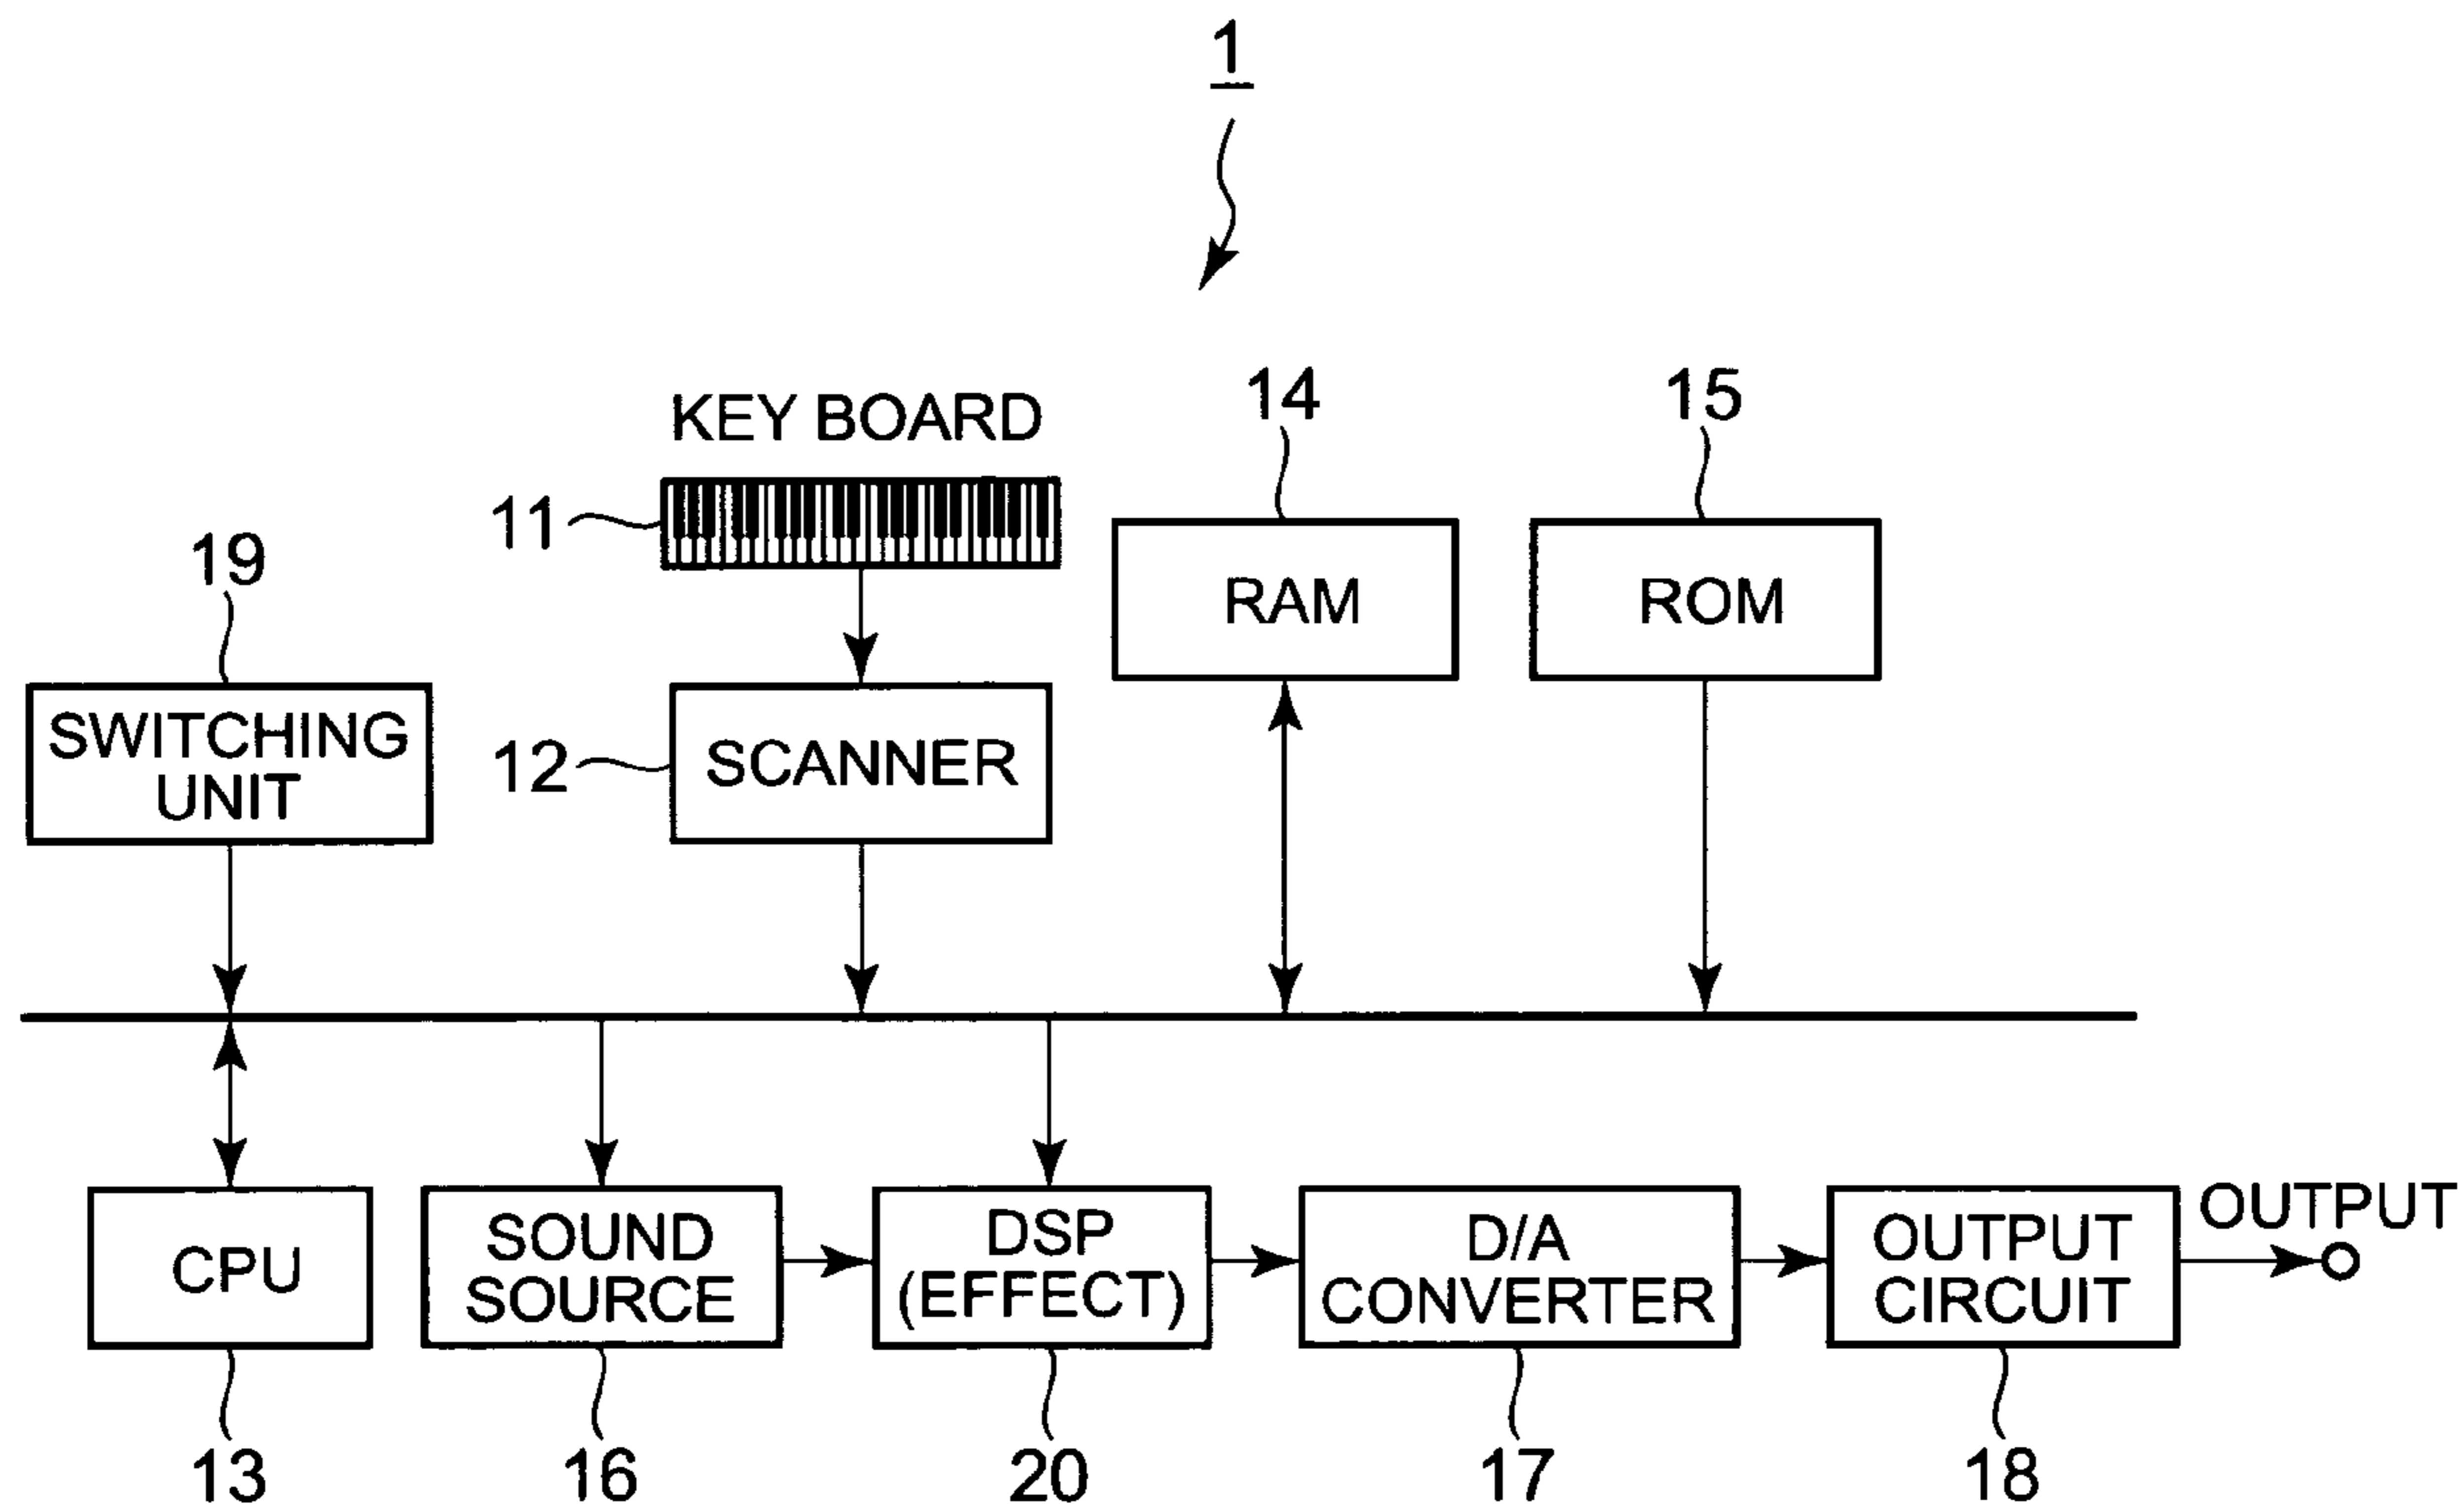 1
KEY BOARD
14
15
11
19
RAM
ROM
SWITCHING
UNIT
12
SCANNER
CPU
SOUND
SOURCE
DSP
(EFFECT)
D/A
CONVERTER
OUTPUT
CIRCUIT
OUTPUT
13
16
20
17
18